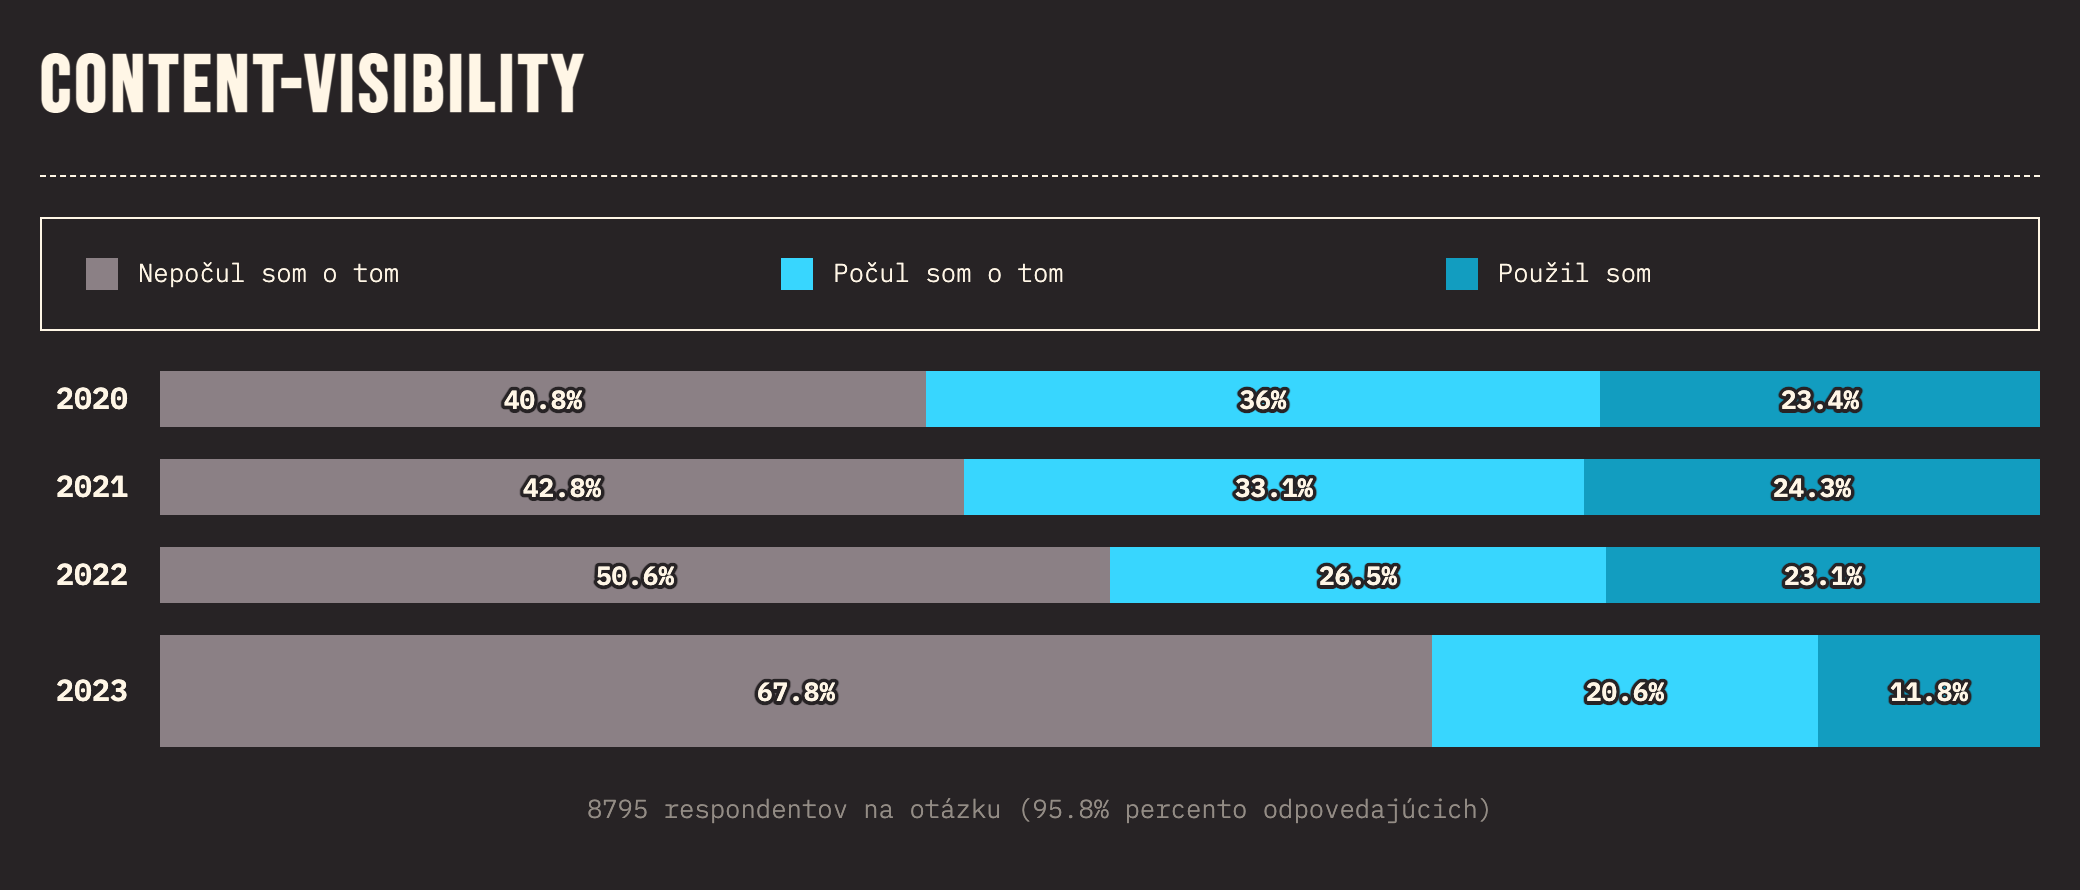 CONTENT-VISIBILITY
Nepočul som o tom Počul som o tom Použil som
2020 40.8% 36% 23.4%
2021 42.8% 33.1% 24.3%
2022 50.6% 26.5% 23.1%
2023 67.8% 20.6% 11.8%
8795 respondentov na otázku (95.8% percento odpovedajúcich)